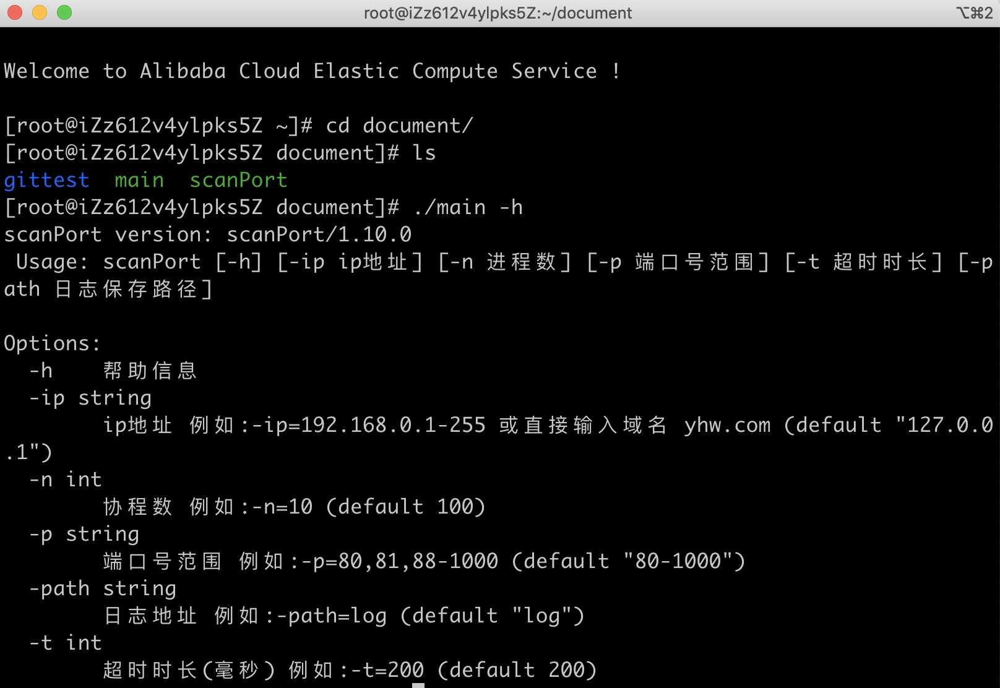 root@iZz612v4ylpks5Z:~/document
⌥⌘2
Welcome to Alibaba Cloud Elastic Compute Service !
[root@iZz612v4ylpks5Z ~]# cd document/
[root@iZz612v4ylpks5Z document]# ls
gittest  main  scanPort
[root@iZz612v4ylpks5Z document]# ./main -h
scanPort version: scanPort/1.10.0
Usage: scanPort [-h] [-ip ip地址] [-n 进程数] [-p 端口号范围] [-t 超时时长] [-p
ath 日志保存路径]
Options:
-h    帮助信息
-ip string
ip地址 例如:-ip=192.168.0.1-255 或直接输入域名 yhw.com (default "127.0.0
.1")
-n int
协程数 例如:-n=10 (default 100)
-p string
端口号范围 例如:-p=80,81,88-1000 (default "80-1000")
-path string
日志地址 例如:-path=log (default "log")
-t int
超时时长(毫秒) 例如:-t=200 (default 200)